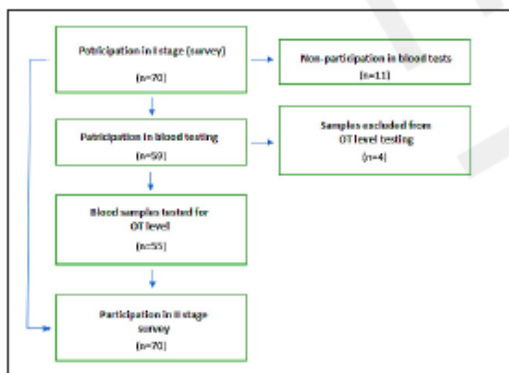 Potricipation in I stage (survey)
(n=70)
Non-participation in blood tests
(n=11)
Patricipation in blood testing
(n=59)
Samples excluded from
OT level testing
(n=4)
Blood samples tested for
OT level
(n=55)
Participation in II stage
survey
(n=70)